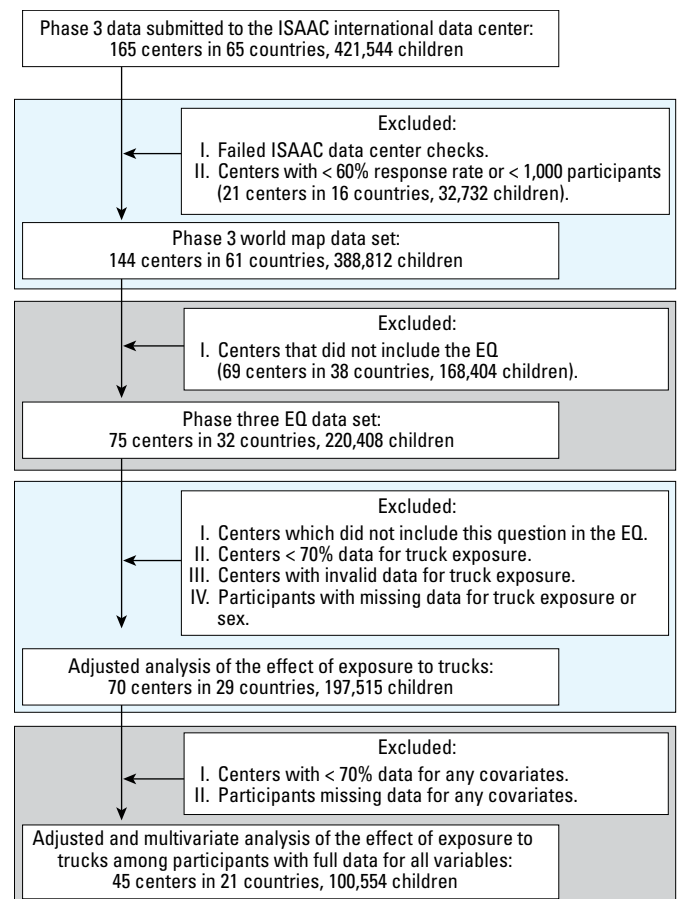 Phase 3 data submitted to the ISAAC international data center:
165 centers in 65 countries, 421,544 children
Excluded:
I. Failed ISAAC data center checks.
II. Centers with < 60% response rate or < 1,000 participants
(21 centers in 16 countries, 32,732 children).
Phase 3 world map data set:
144 centers in 61 countries, 388,812 children
Excluded:
I. Centers that did not include the EQ
(69 centers in 38 countries, 168,404 children).
Phase three EQ data set:
75 centers in 32 countries, 220,408 children
Excluded:
I. Centers which did not include this question in the EQ.
II. Centers < 70% data for truck exposure.
III. Centers with invalid data for truck exposure.
IV. Participants with missing data for truck exposure or
sex.
Adjusted analysis of the effect of exposure to trucks:
70 centers in 29 countries, 197,515 children
Excluded:
I. Centers with < 70% data for any covariates.
II. Participants missing data for any covariates.
Adjusted and multivariate analysis of the effect of exposure to
trucks among participants with full data for all variables:
45 centers in 21 countries, 100,554 children